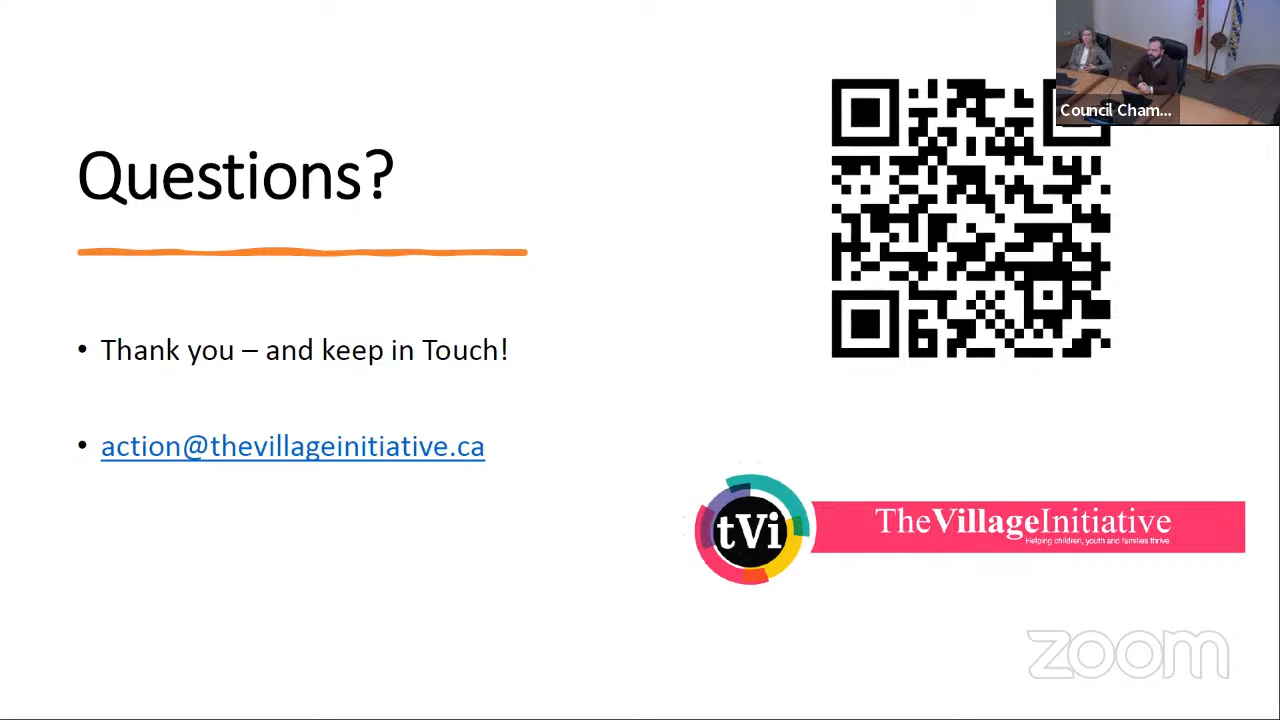 Council Cham...
Questions?
• Thank you – and keep in Touch!
• action@thevillageinitiative.ca
tVi
TheVillageInitiative
Helping children, youth and families thrive
zoom